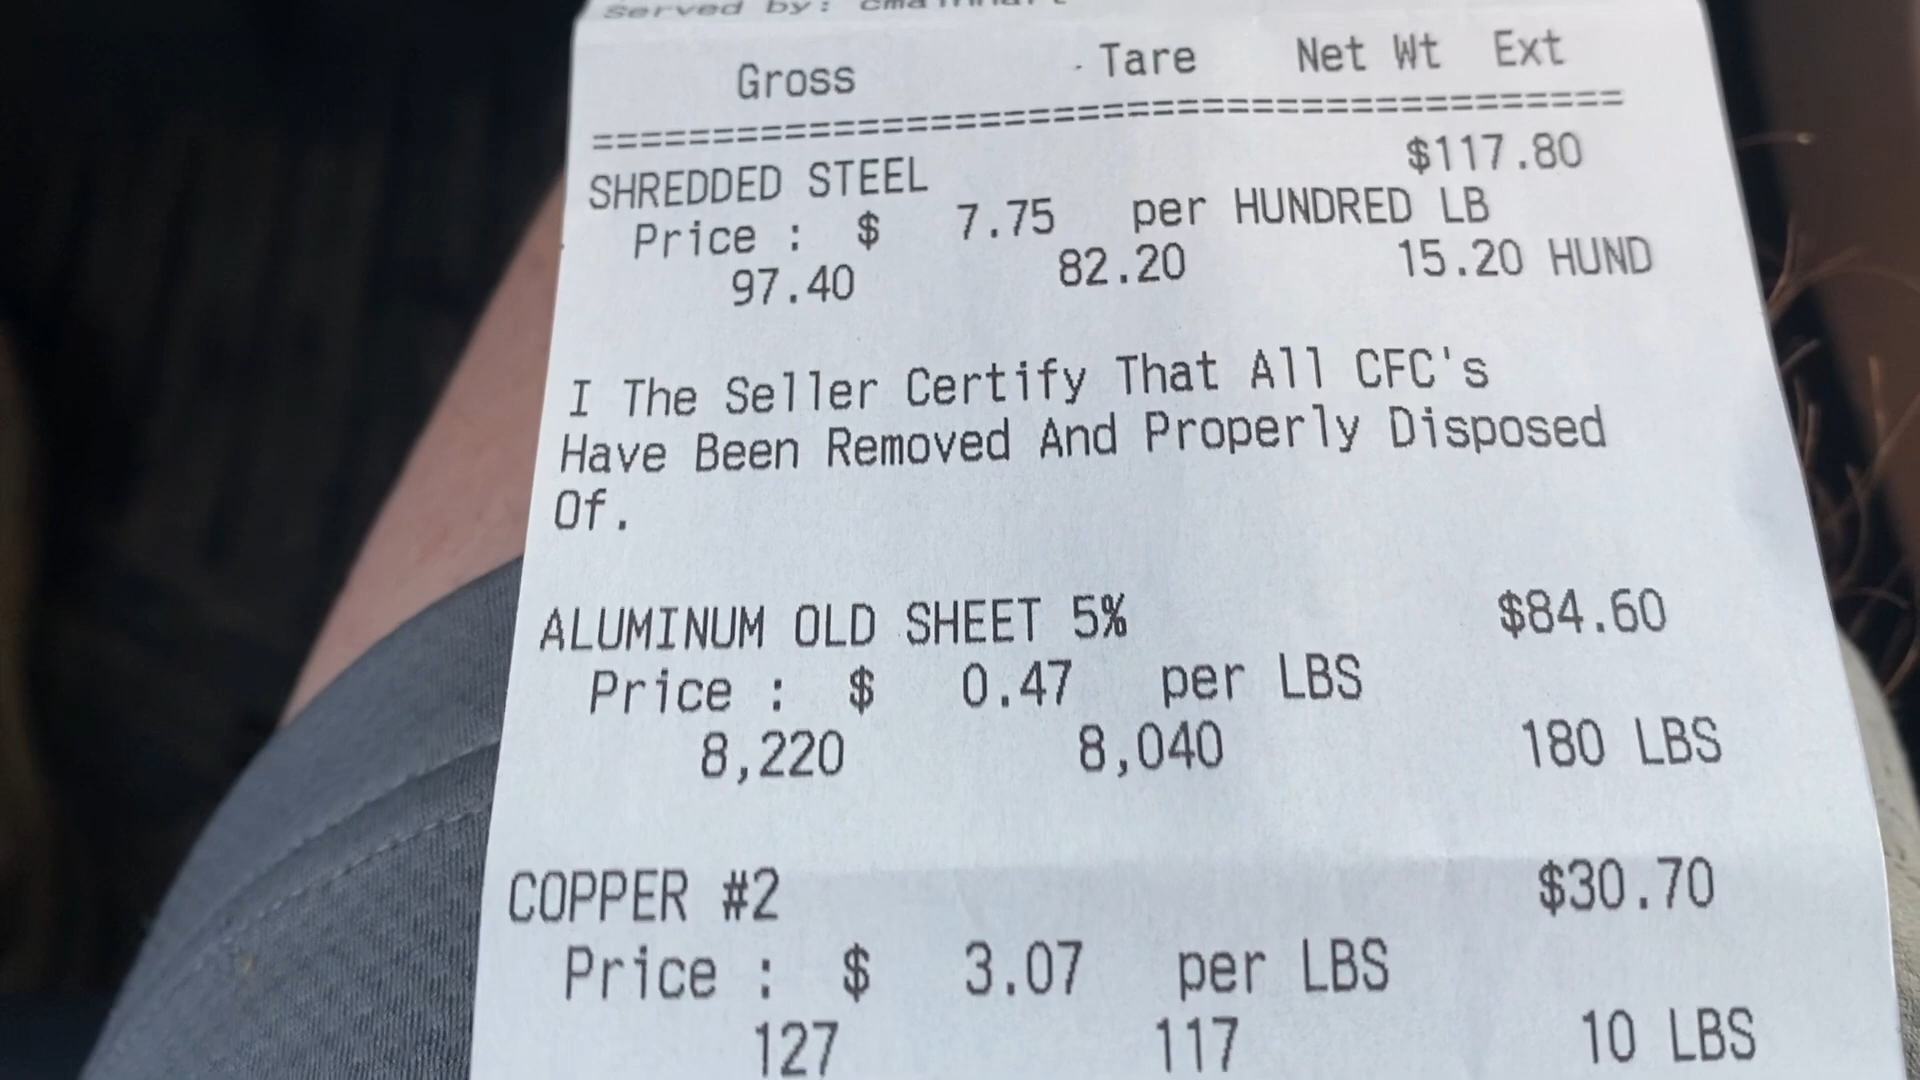 Served by:
Gross Tare Net Wt Ext
================================================
SHREDDED STEEL $117.80
Price : $ 7.75 per HUNDRED LB
97.40 82.20 15.20 HUND
I The Seller Certify That All CFC's
Have Been Removed And Properly Disposed
Of.
ALUMINUM OLD SHEET 5% $84.60
Price : $ 0.47 per LBS
8,220 8,040 180 LBS
COPPER #2 $30.70
Price : $ 3.07 per LBS
127 117 10 LBS